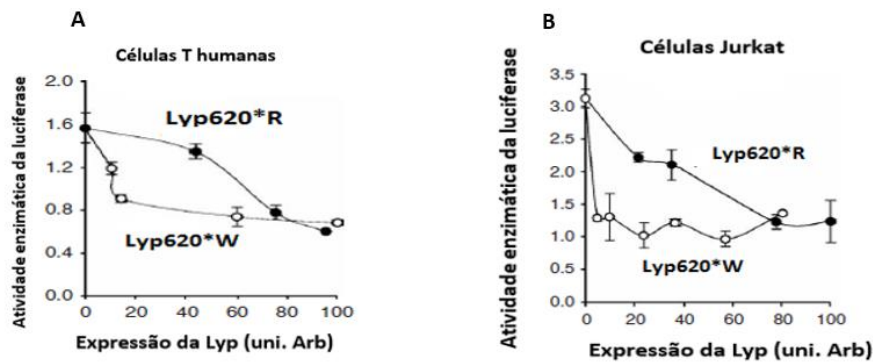 A
Células T humanas
Atividade enzimática da luciferase
2.0
1.6
1.2
0.8
0.4
0.0
Lyp620*R
Lyp620*W
0 20 40 60 80 100
Expressão da Lyp (uni. Arb)
B
Células Jurkat
Atividade enzimática da luciferase
3.5
3.0
2.5
2.0
1.5
1.0
0.5
0.0
Lyp620*R
Lyp620*W
0 20 40 60 80 100
Expressão da Lyp (uni. Arb)